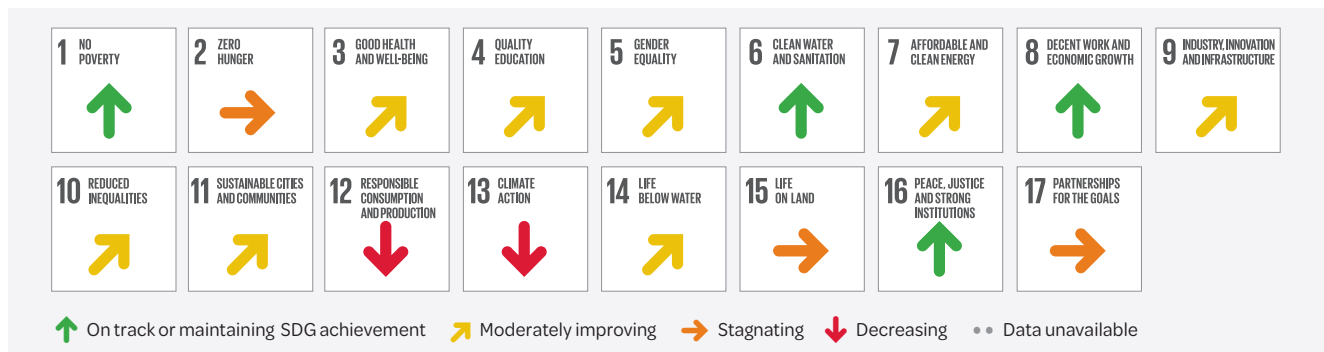 1 NO
POVERTY
2 ZERO
HUNGER
3 GOOD HEALTH
AND WELL-BEING
4 QUALITY
EDUCATION
5 GENDER
EQUALITY
6 CLEAN WATER
AND SANITATION
7 AFFORDABLE AND
CLEAN ENERGY
8 DECENT WORK AND
ECONOMIC GROWTH
9 INDUSTRY, INNOVATION
AND INFRASTRUCTURE
10 REDUCED
INEQUALITIES
11 SUSTAINABLE CITIES
AND COMMUNITIES
12 RESPONSIBLE
CONSUMPTION
AND PRODUCTION
13 CLIMATE
ACTION
14 LIFE
BELOW WATER
15 LIFE
ON LAND
16 PEACE, JUSTICE
AND STRONG
INSTITUTIONS
17 PARTNERSHIPS
FOR THE GOALS
On track or maintaining SDG achievement
Moderately improving
Stagnating
Decreasing
Data unavailable